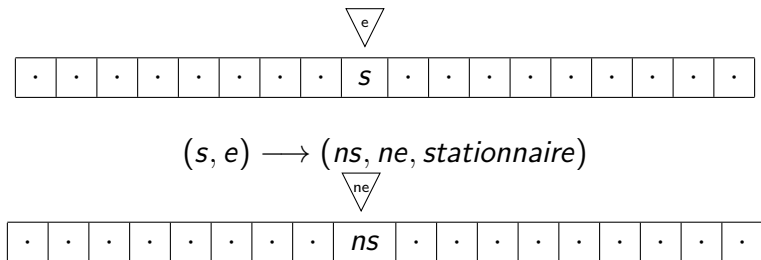 e
· · · · · · · · s · · · · · · · · ·
(s, e) ⟶ (ns, ne, stationnaire)
ne
· · · · · · · · ns · · · · · · · · ·